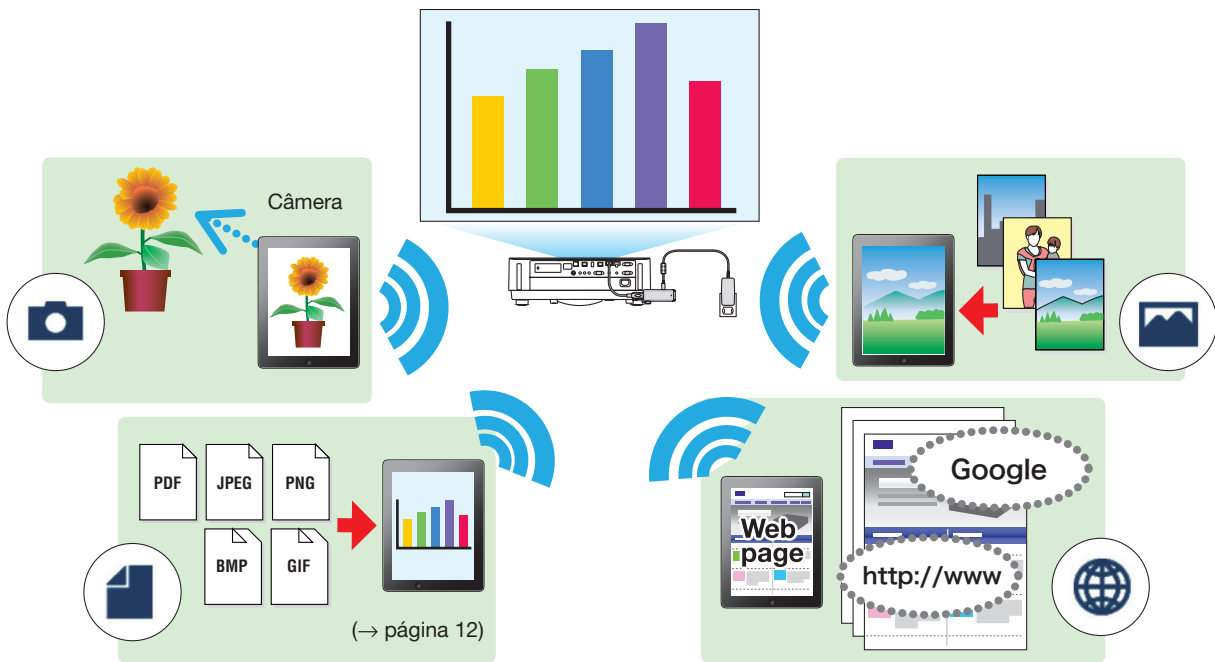 Câmera
PDF
JPEG
PNG
BMP
GIF
(→ página 12)
Web
page
Google
http://www